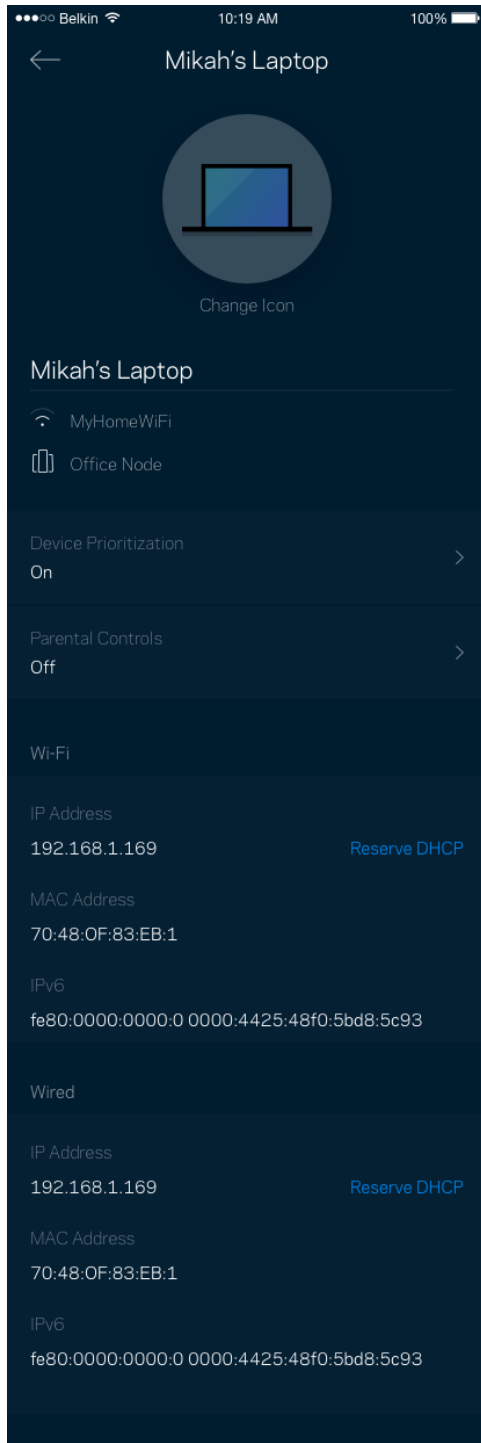 Belkin 10:19 AM 100%
Mikah's Laptop
Change Icon
Mikah's Laptop
MyHomeWiFi
Office Node
Device Prioritization
On
Parental Controls
Off
Wi-Fi
IP Address
192.168.1.169 Reserve DHCP
MAC Address
70:48:0F:83:EB:1
IPv6
fe80:0000:0000:0 0000:4425:48f0:5bd8:5c93
Wired
IP Address
192.168.1.169 Reserve DHCP
MAC Address
70:48:0F:83:EB:1
IPv6
fe80:0000:0000:0 0000:4425:48f0:5bd8:5c93